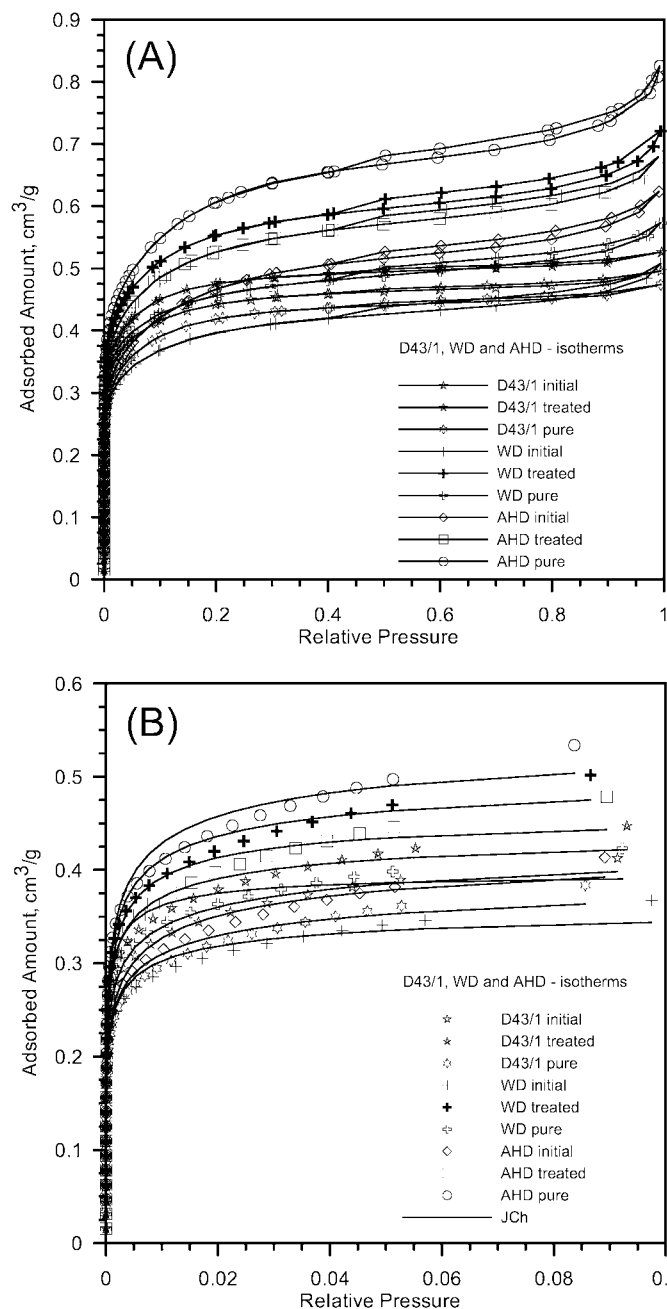 (A)
0.9
0.8
0.7
0.6
0.5
0.4
0.3
0.2
0.1
0
Adsorbed Amount, cm³/g
D43/1, WD and AHD - isotherms
D43/1 initial
D43/1 treated
D43/1 pure
WD initial
WD treated
WD pure
AHD initial
AHD treated
AHD pure
0 0.2 0.4 0.6 0.8 1
Relative Pressure
(B)
0.6
0.5
0.4
0.3
0.2
0.1
0
Adsorbed Amount, cm³/g
D43/1, WD and AHD - isotherms
D43/1 initial
D43/1 treated
D43/1 pure
WD initial
WD treated
WD pure
AHD initial
AHD treated
AHD pure
JCh
0 0.02 0.04 0.06 0.08 0.
Relative Pressure